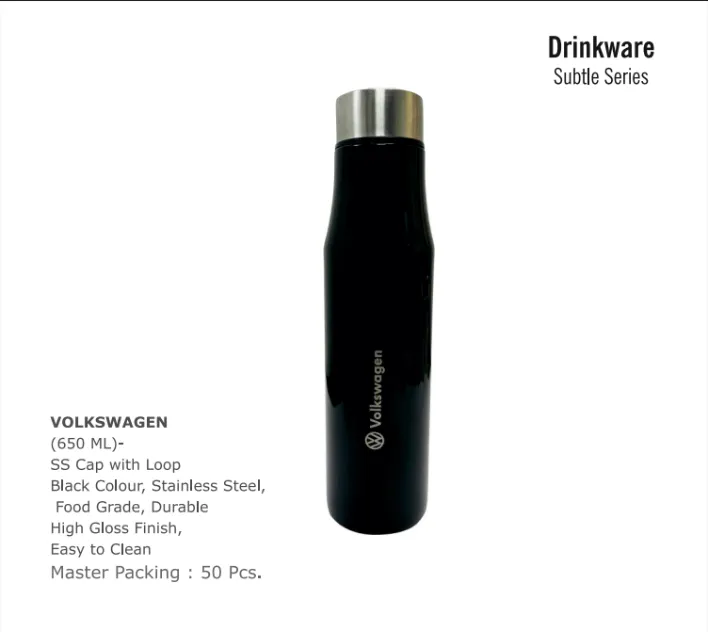 Drinkware
Subtle Series
Volkswagen
VOLKSWAGEN
(650 ML)-
SS Cap with Loop
Black Colour, Stainless Steel,
Food Grade, Durable
High Gloss Finish,
Easy to Clean
Master Packing : 50 Pcs.